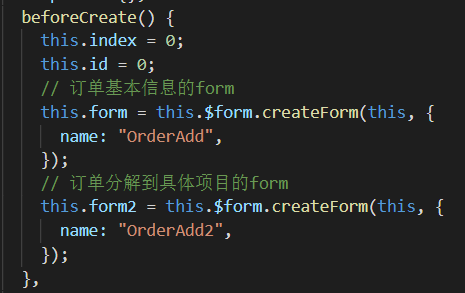 beforeCreate() {
this.index = 0;
this.id = 0;
// 订单基本信息的form
this.form = this.$form.createForm(this, {
name: "OrderAdd",
});
// 订单分解到具体项目的form
this.form2 = this.$form.createForm(this, {
name: "OrderAdd2",
});
},